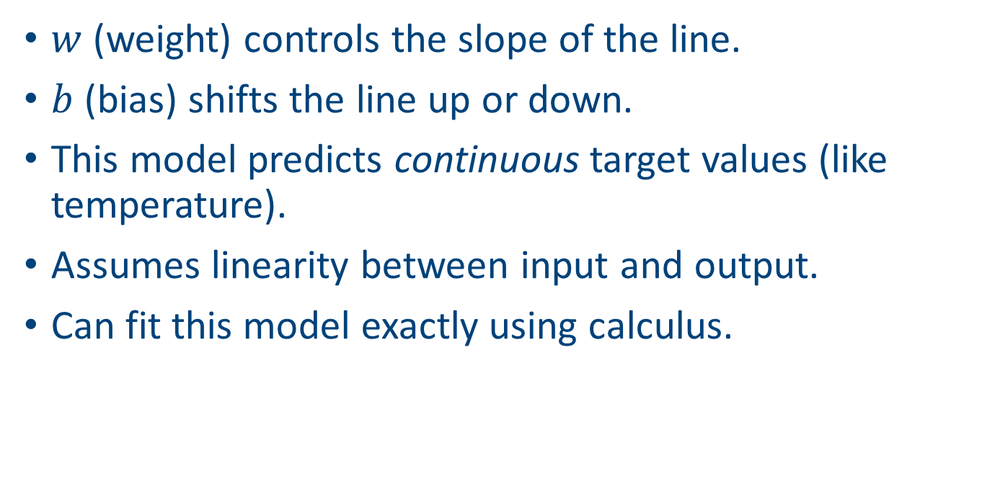 • w (weight) controls the slope of the line.
• b (bias) shifts the line up or down.
• This model predicts continuous target values (like
temperature).
• Assumes linearity between input and output.
• Can fit this model exactly using calculus.